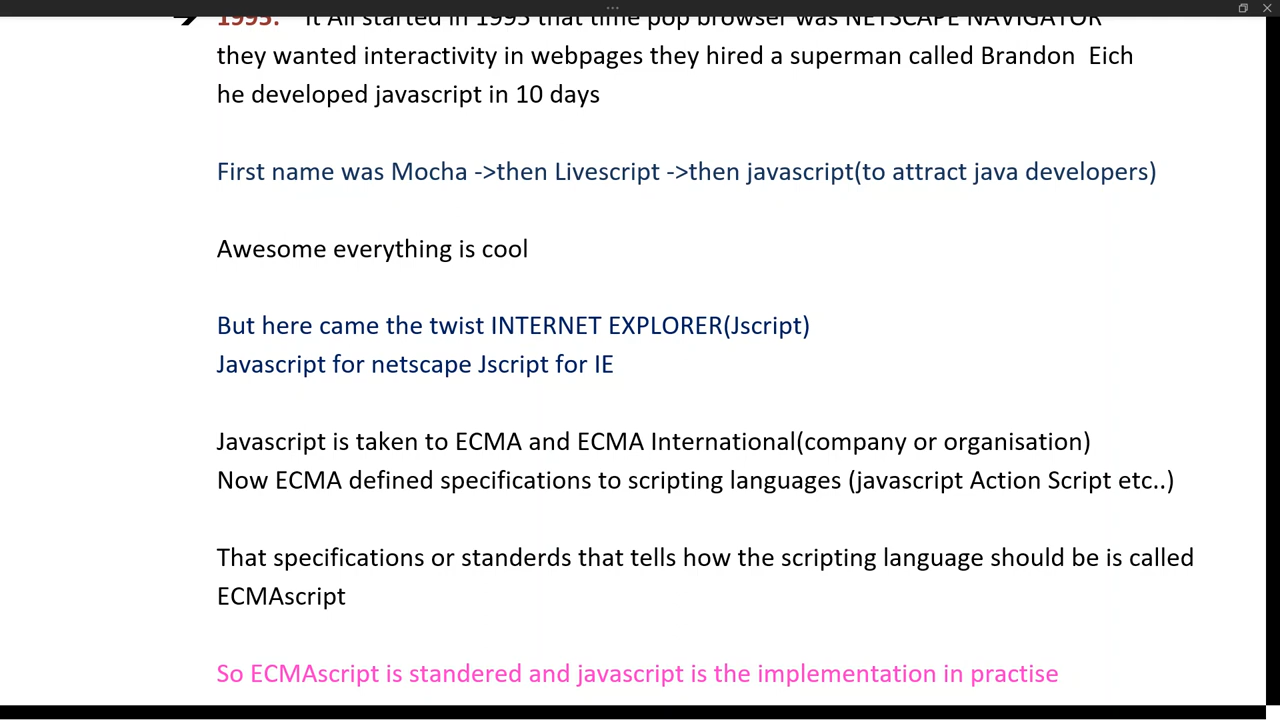 1995: It All started in 1995 that time pop browser was NETSCAPE NAVIGATOR
they wanted interactivity in webpages they hired a superman called Brandon Eich
he developed javascript in 10 days
First name was Mocha ->then Livescript ->then javascript(to attract java developers)
Awesome everything is cool
But here came the twist INTERNET EXPLORER(Jscript)
Javascript for netscape Jscript for IE
Javascript is taken to ECMA and ECMA International(company or organisation)
Now ECMA defined specifications to scripting languages (javascript Action Script etc..)
That specifications or standerds that tells how the scripting language should be is called
ECMAscript
So ECMAscript is standered and javascript is the implementation in practise